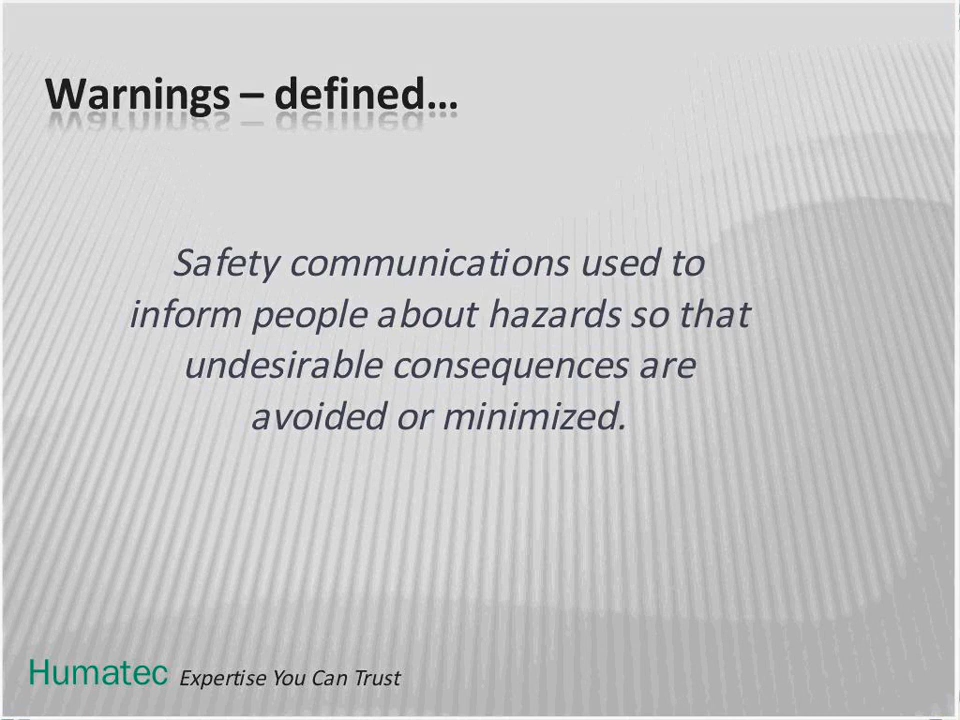 Warnings – defined…
Safety communications used to
inform people about hazards so that
undesirable consequences are
avoided or minimized.
Humatec Expertise You Can Trust